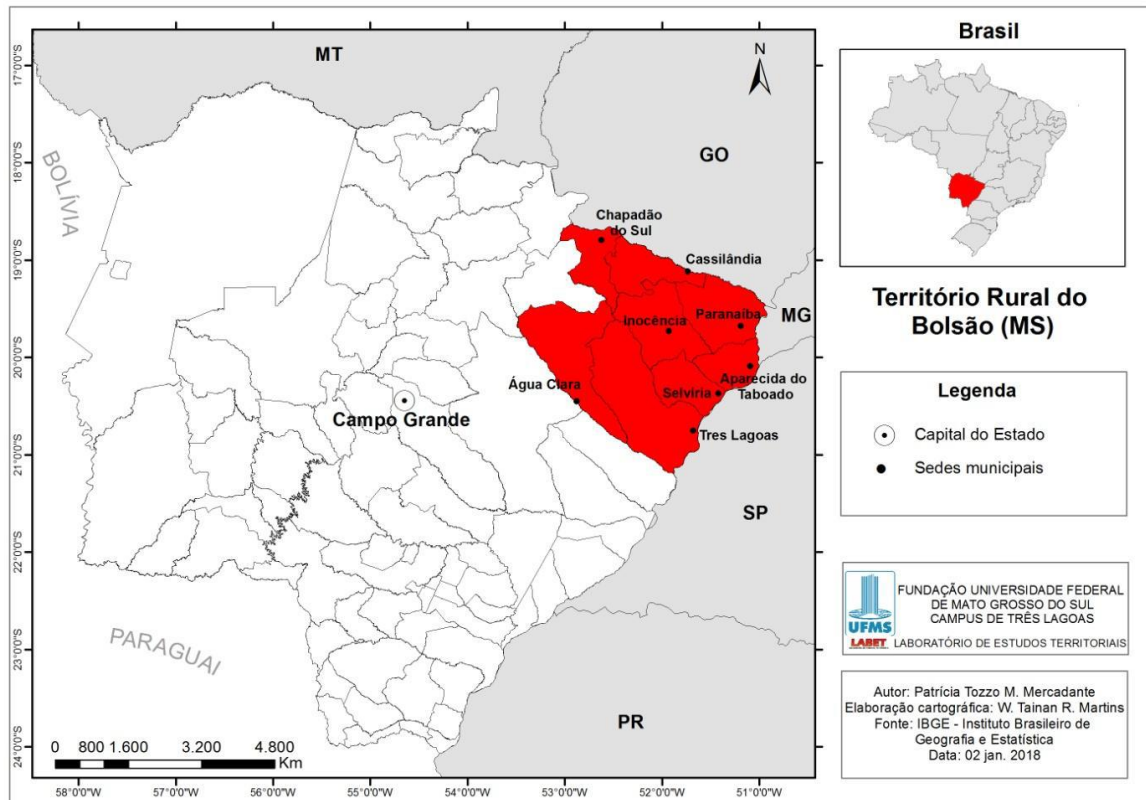 MT
GO
MG
SP
PR
BOLÍVIA
PARAGUAI
N
Chapadão
do Sul
Cassilândia
Inocência
Paranaíba
Água Clara
Selvíria
Aparecida do
Taboado
Campo Grande
Tres Lagoas
17°0'0"S
18°0'0"S
19°0'0"S
20°0'0"S
21°0'0"S
22°0'0"S
23°0'0"S
24°0'0"S
0 800 1.600 3.200 4.800
Km
58°0'0"W 57°0'0"W 56°0'0"W 55°0'0"W 54°0'0"W 53°0'0"W 52°0'0"W 51°0'0"W
Brasil
Território Rural do
Bolsão (MS)
Legenda
Capital do Estado
Sedes municipais
UFMS
LABET
FUNDAÇÃO UNIVERSIDADE FEDERAL
DE MATO GROSSO DO SUL
CAMPUS DE TRÊS LAGOAS
LABORATÓRIO DE ESTUDOS TERRITORIAIS
Autor: Patrícia Tozzo M. Mercadante
Elaboração cartográfica: W. Tainan R. Martins
Fonte: IBGE - Instituto Brasileiro de
Geografia e Estatística
Data: 02 jan. 2018